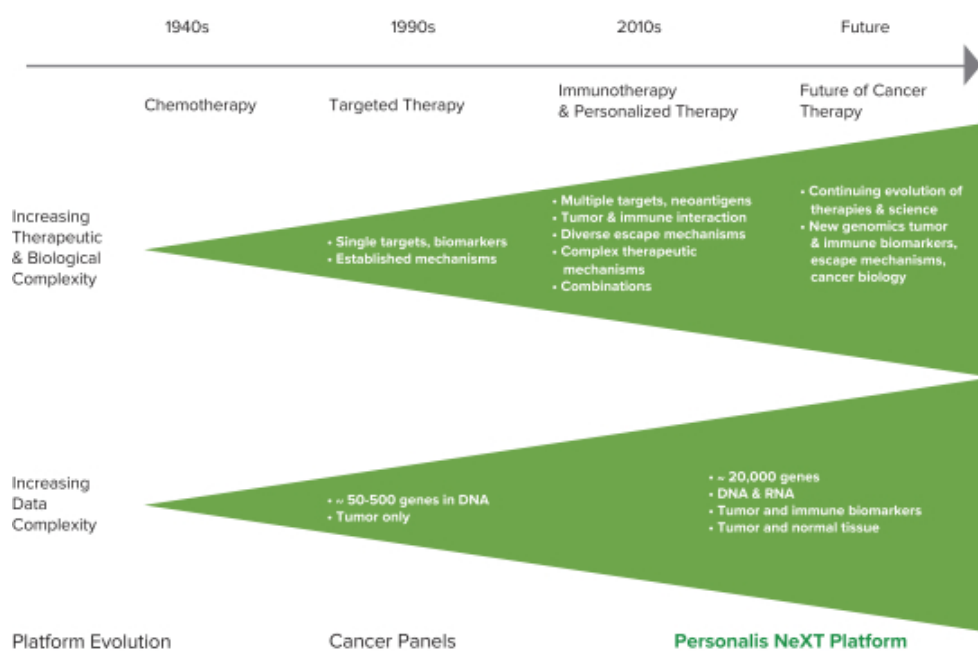 1940s
1990s
2010s
Future
Chemotherapy
Targeted Therapy
Immunotherapy
& Personalized Therapy
Future of Cancer
Therapy
Increasing
Therapeutic
& Biological
Complexity
• Single targets, biomarkers
• Established mechanisms
• Multiple targets, neoantigens
• Tumor & immune interaction
• Diverse escape mechanisms
• Complex therapeutic
mechanisms
• Combinations
• Continuing evolution of
therapies & science
• New genomics tumor
& immune biomarkers,
escape mechanisms,
cancer biology
Increasing
Data
Complexity
• ~ 50-500 genes in DNA
• Tumor only
• ~ 20,000 genes
• DNA & RNA
• Tumor and immune biomarkers
• Tumor and normal tissue
Platform Evolution
Cancer Panels
Personalis NeXT Platform